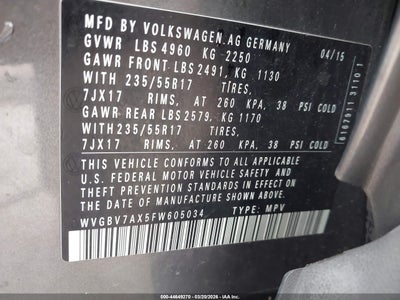 MFD BY VOLKSWAGEN AG GERMANY
GVWR LBS 4960 KG 2250 04/15
GAWR FRONT LBS 2491, KG 1130
WITH 235/55R17 TIRES,
7JX17 RIMS, AT 260 KPA, 38 PSI COLD
GAWR REAR LBS2579, KG 1170
WITH235/55R17 TIRES,
7JX17 RIMS, AT 260 KPA, 38 PSI COLD
THIS VEHICLE CONFORMS TO ALL APPLICABLE
U.S. FEDERAL MOTOR VEHICLE SAFETY AND
THEFT PREVENTION STANDARDS IN EFFECT ON
THE DATE OF MANUFACTURE SHOWN ABOVE.
WVGBV7AX5FW605034 TYPE: MPV
000-44649270 - 03/20/2026 - IAA Inc.